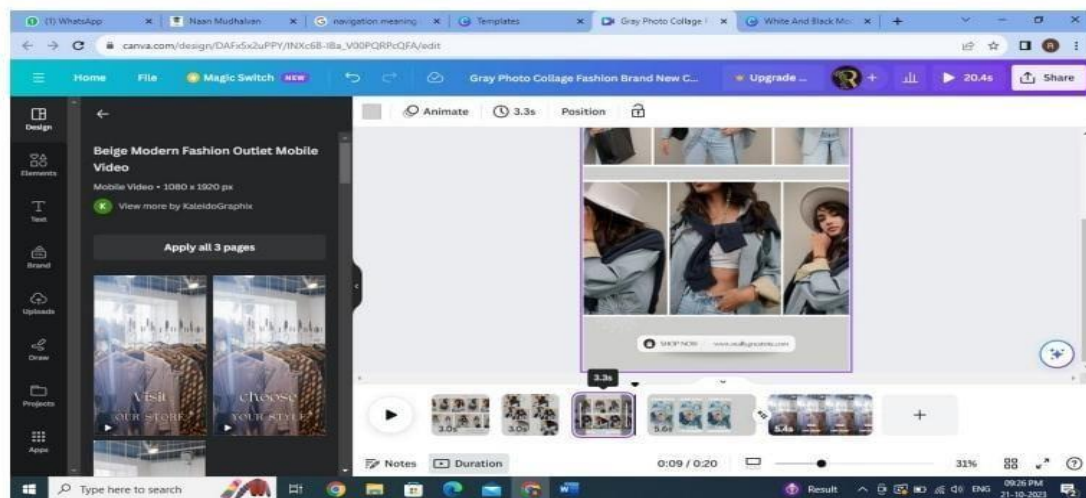 (1) WhatsApp
Naan Mudhalvan
navigation meaning
Templates
Gray Photo Collage
White And Black Mo
canva.com/design/DAFx5x2uPPY/INXc6B-IBa_V00PQRPcQFA/edit
Home File Magic Switch NEW Gray Photo Collage Fashion Brand New C... Upgrade ... 20.4s Share
Design
Elements
Text
Brand
Uploads
Draw
Projects
Apps
Beige Modern Fashion Outlet Mobile
Video
Mobile Video • 1080 x 1920 px
K View more by KaleidoGraphix
Apply all 3 pages
Visit
OUR STORE
choose
YOUR STYLE
Animate 3.3s Position
SHOP NOW
3.3s
3.0s 3.0s 5.6s 5.4s
Notes Duration 0:09 / 0:20 31%
Type here to search Result ENG 09:26 PM
21-10-2023